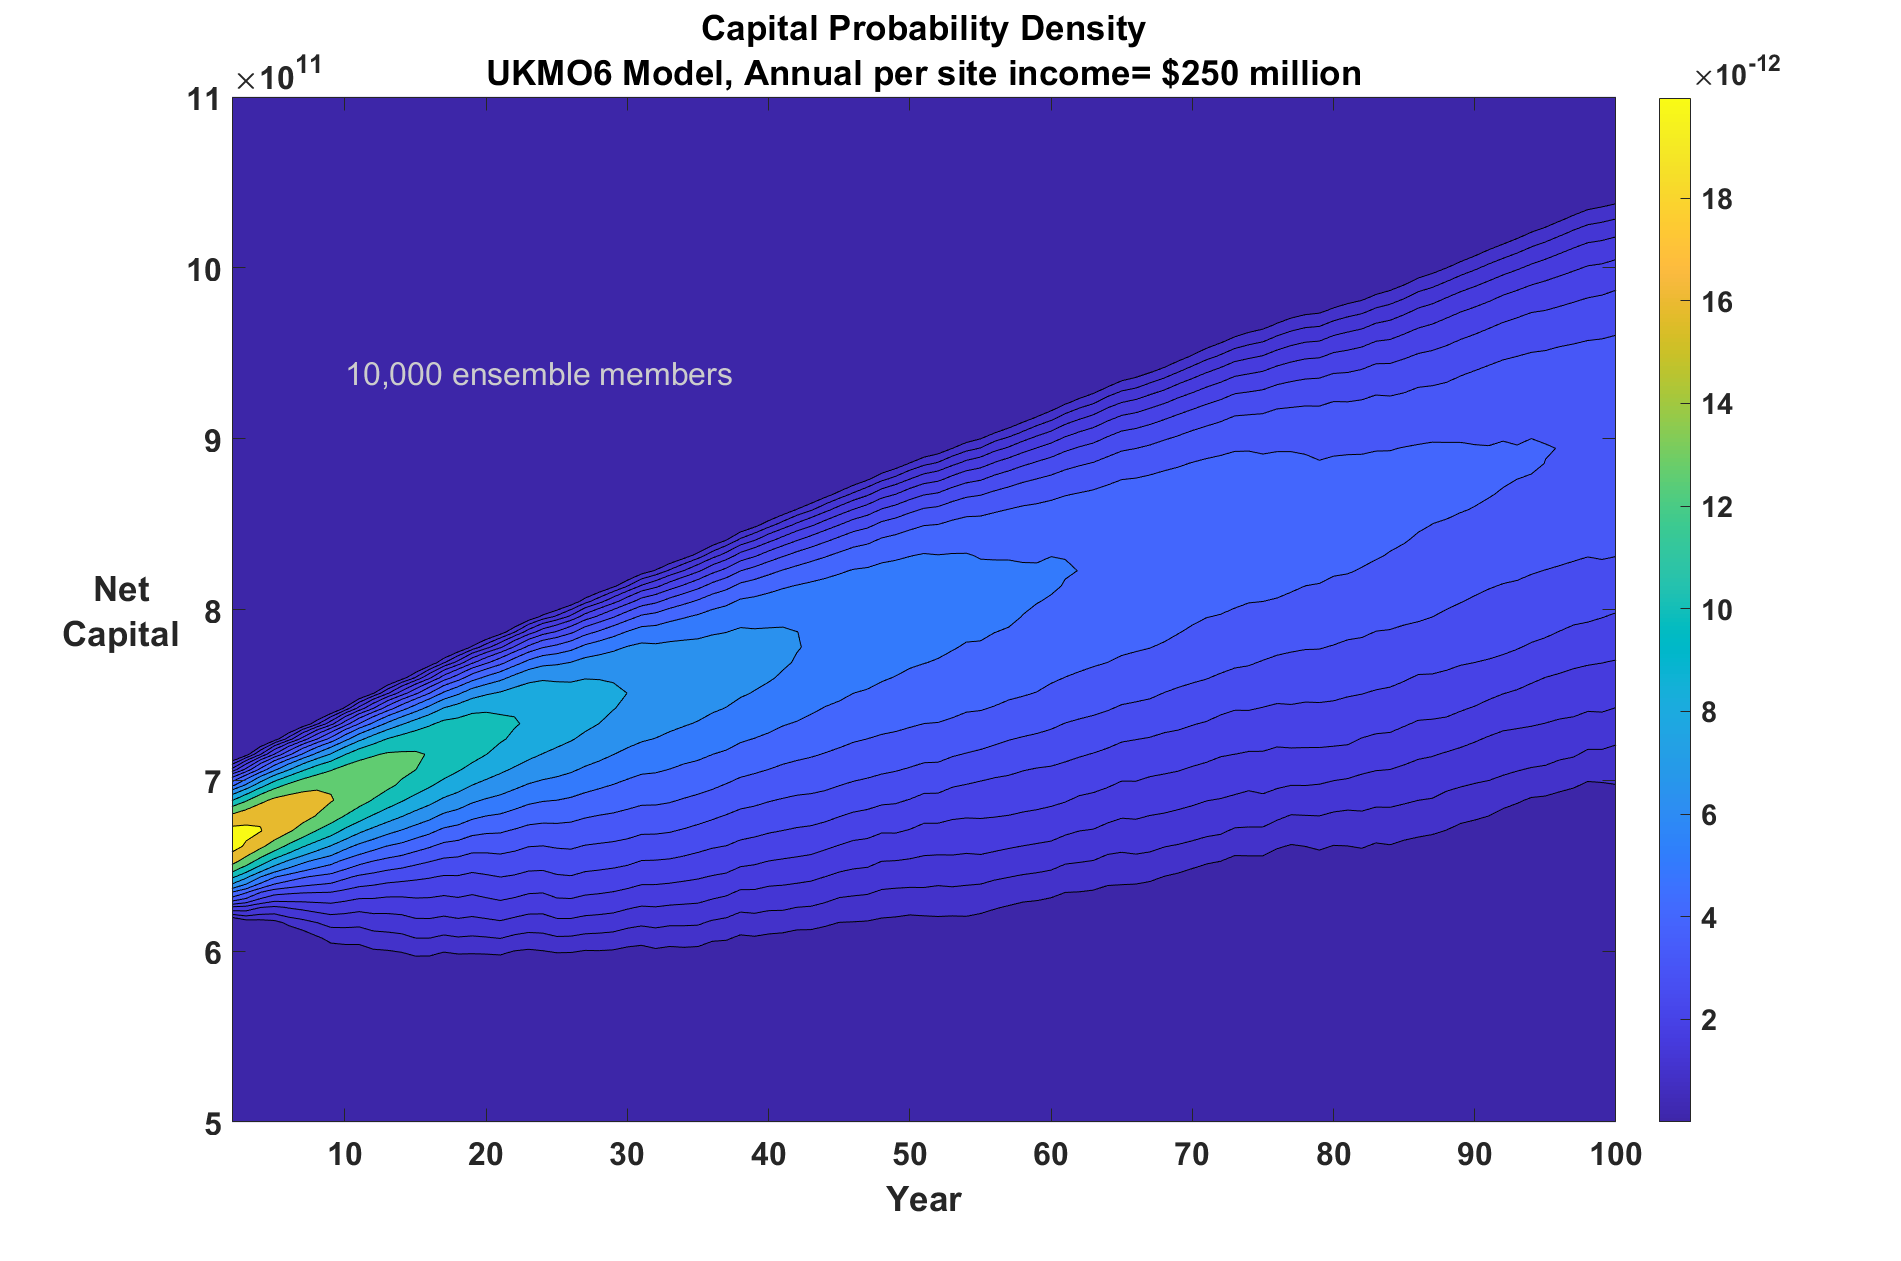 Capital Probability Density
UKMO6 Model, Annual per site income= $250 million
×10^11
×10^-12
11
10
9
8
7
6
5
Net
Capital
10,000 ensemble members
18
16
14
12
10
8
6
4
2
10 20 30 40 50 60 70 80 90 100
Year